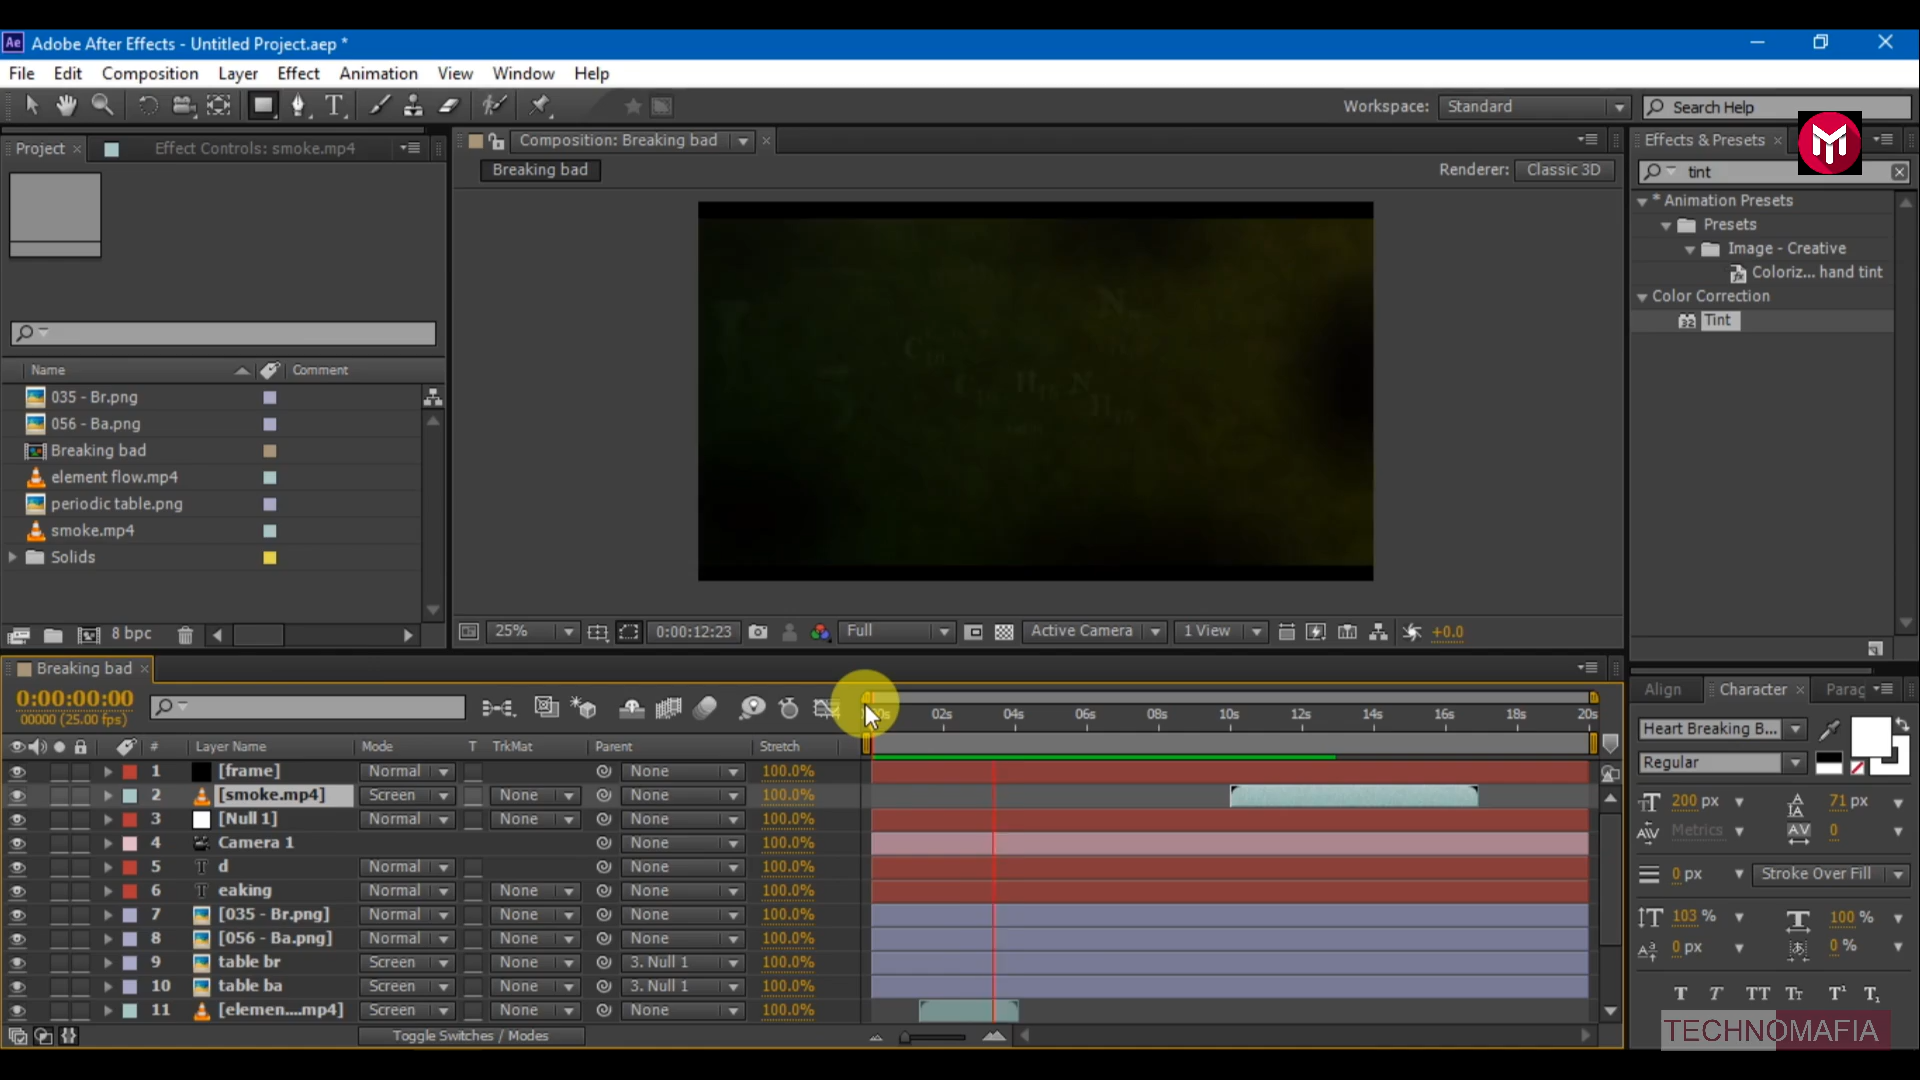 Ae Adobe After Effects - Untitled Project.aep *
File Edit Composition Layer Effect Animation View Window Help
Workspace: Standard
Search Help
Project
Effect Controls: smoke.mp4
Composition: Breaking bad
Effects & Presets
Breaking bad
Renderer: Classic 3D
tint
* Animation Presets
Presets
Image - Creative
Coloriz... hand tint
Color Correction
32 Tint
Name Comment
035 - Br.png
056 - Ba.png
Breaking bad
element flow.mp4
periodic table.png
smoke.mp4
Solids
8 bpc
25% 0:00:12:23 Full Active Camera 1 View +0.0
Breaking bad
0:00:00:00
00000 (25.00 fps)
02s 04s 06s 08s 10s 12s 14s 16s 18s 20s
# Layer Name Mode T TrkMat Parent Stretch
1 [frame] Normal None 100.0%
2 [smoke.mp4] Screen None None 100.0%
3 [Null 1] Normal None 100.0%
4 Camera 1 None 100.0%
5 d Normal None 100.0%
6 eaking Normal None None 100.0%
7 [035 - Br.png] Normal None None 100.0%
8 [056 - Ba.png] Normal None None 100.0%
9 table br Screen None 3. Null 1 100.0%
10 table ba Screen None 3. Null 1 100.0%
11 [elemen....mp4] Screen None None 100.0%
Toggle Switches / Modes
Align Character Parag
Heart Breaking B...
Regular
200 px 71 px
Metrics 0
0 px Stroke Over Fill
103 % 100 %
0 px 0 %
T T TT Tt T¹ T₁
TECHNOMAFIA